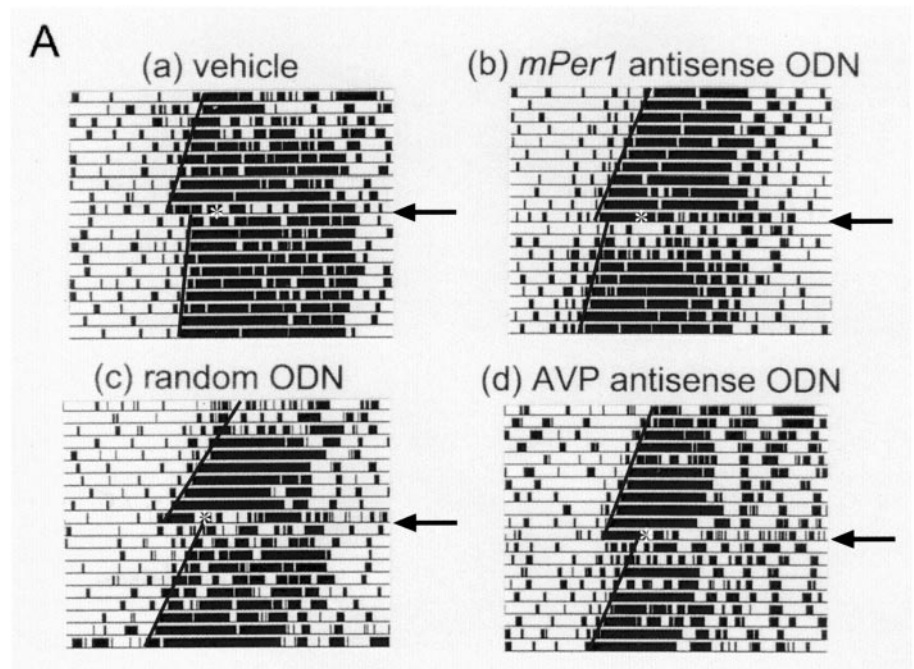 A
(a) vehicle
(b) mPer1 antisense ODN
(c) random ODN
(d) AVP antisense ODN